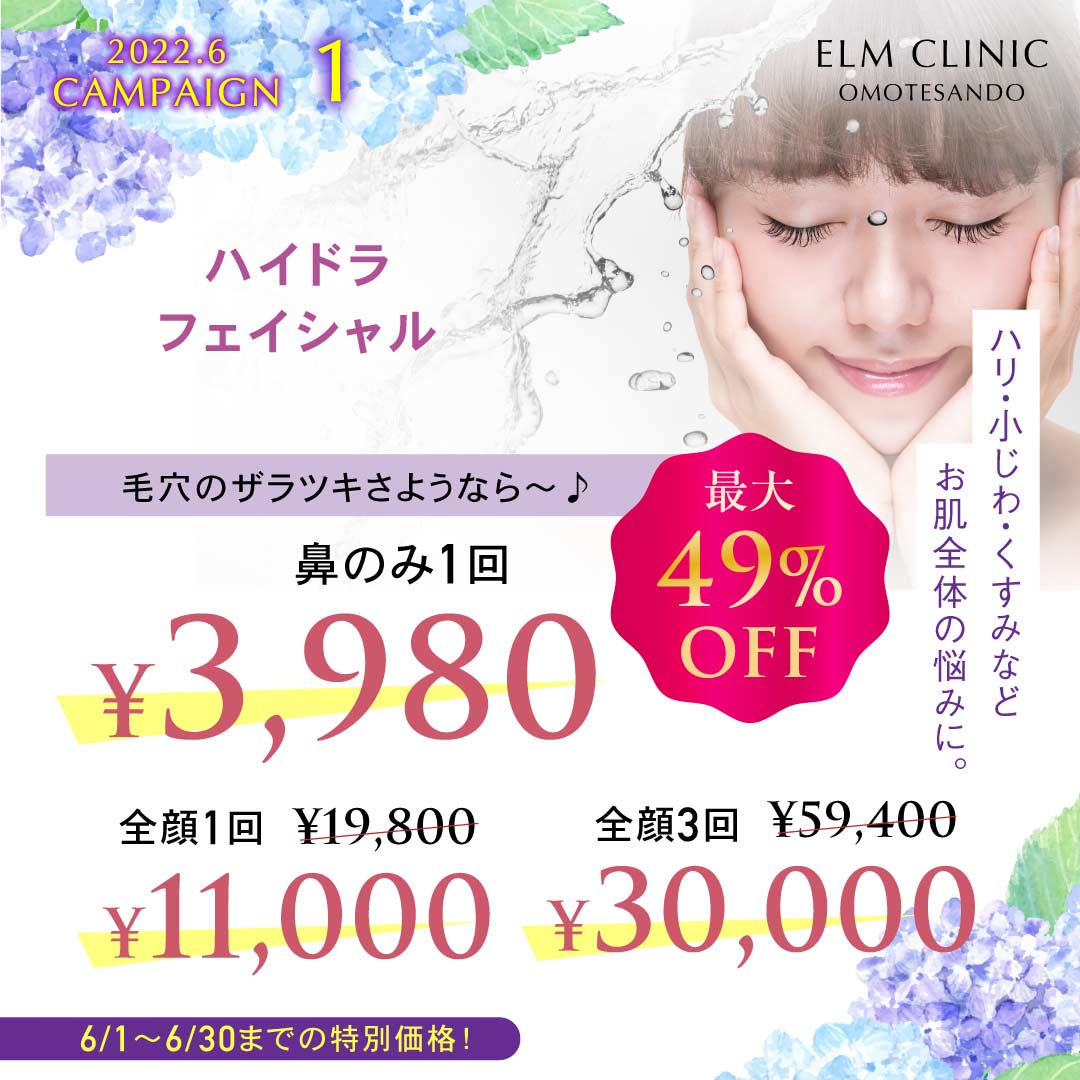 2022.6
CAMPAIGN 1
ELM CLINIC
OMOTESANDO
ハイドラ
フェイシャル
ハリ・小じわ・くすみなど
お肌全体の悩みに。
毛穴のザラツキさようなら～♪
最大
49%
OFF
鼻のみ1回
¥3,980
全顔1回 ¥19,800
¥11,000
全顔3回 ¥59,400
¥30,000
6/1～6/30までの特別価格！